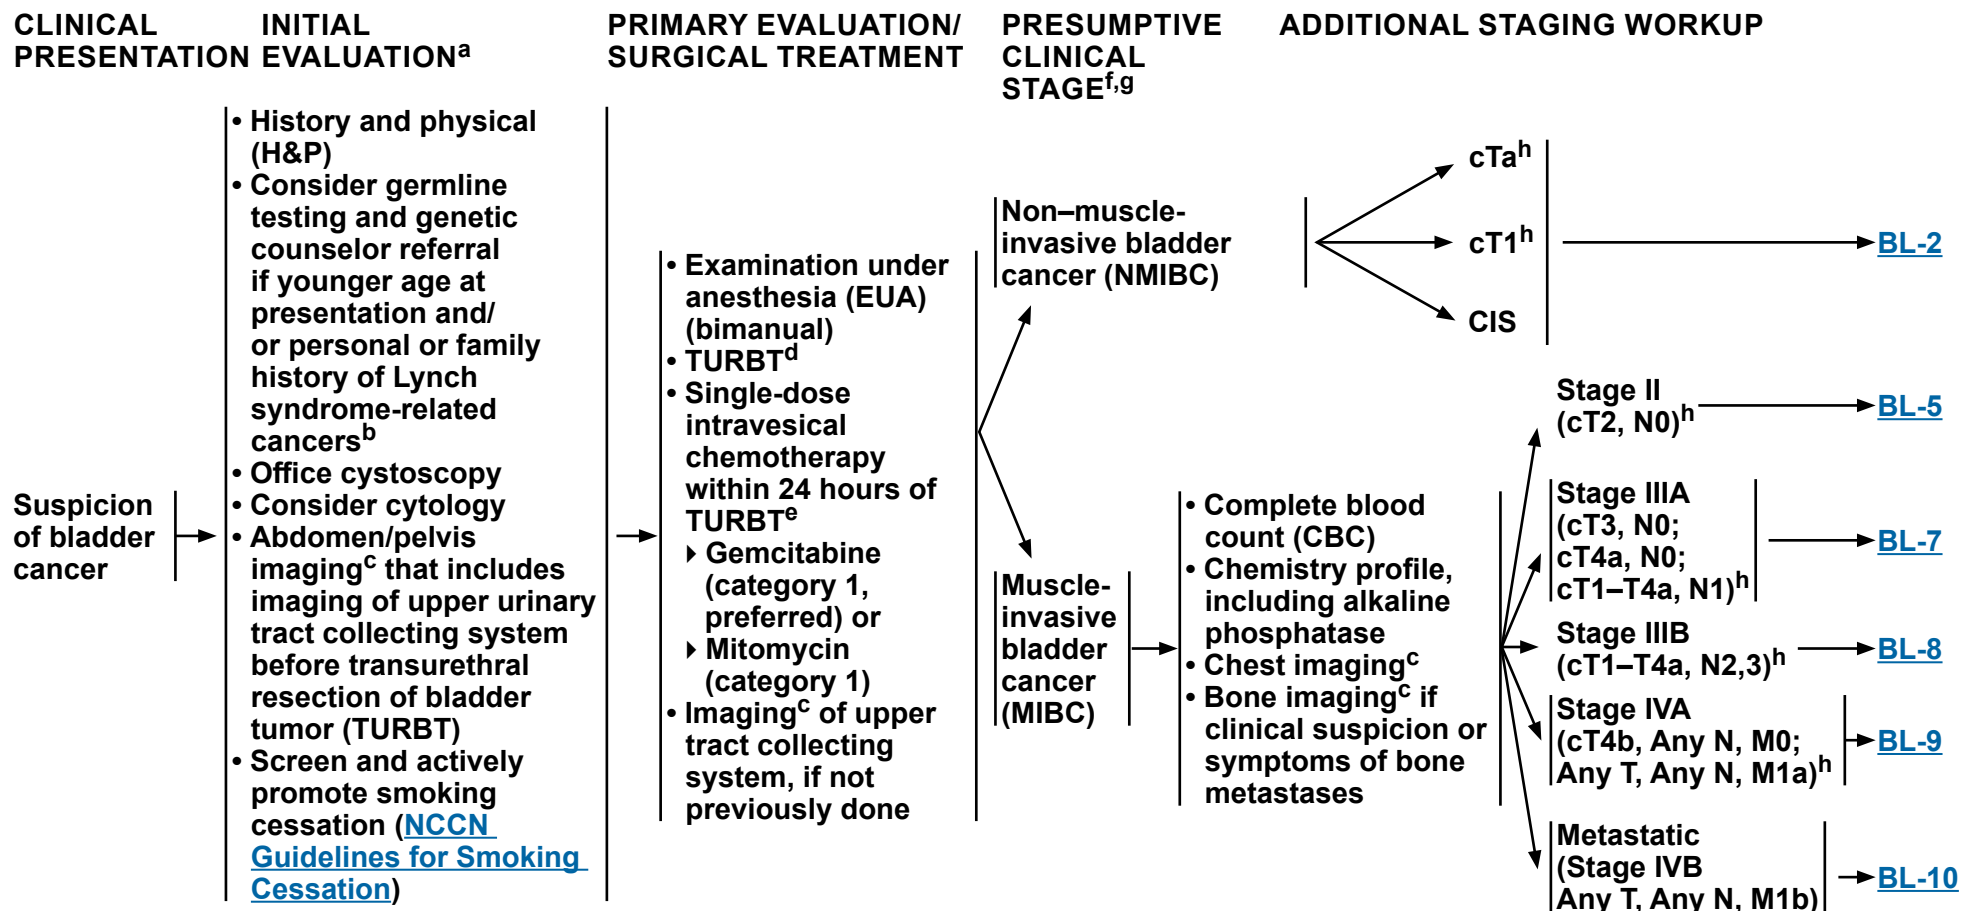 CLINICAL
PRESENTATION
INITIAL
EVALUATIONa
PRIMARY EVALUATION/
SURGICAL TREATMENT
PRESUMPTIVE
CLINICAL
STAGEf,g
ADDITIONAL STAGING WORKUP
Suspicion
of bladder
cancer
• History and physical
(H&P)
• Consider germline
testing and genetic
counselor referral
if younger age at
presentation and/
or personal or family
history of Lynch
syndrome-related
cancersb
• Office cystoscopy
• Consider cytology
• Abdomen/pelvis
imagingc that includes
imaging of upper urinary
tract collecting system
before transurethral
resection of bladder
tumor (TURBT)
• Screen and actively
promote smoking
cessation (NCCN
Guidelines for Smoking
Cessation)
• Examination under
anesthesia (EUA)
(bimanual)
• TURBTd
• Single-dose
intravesical
chemotherapy
within 24 hours of
TURBTe
Gemcitabine
(category 1,
preferred) or
Mitomycin
(category 1)
• Imagingc of upper
tract collecting
system, if not
previously done
Non–muscle-
invasive bladder
cancer (NMIBC)
cTah
cT1h
CIS
BL-2
Muscle-
invasive
bladder
cancer
(MIBC)
• Complete blood
count (CBC)
• Chemistry profile,
including alkaline
phosphatase
• Chest imagingc
• Bone imagingc if
clinical suspicion or
symptoms of bone
metastases
Stage II
(cT2, N0)h
BL-5
Stage IIIA
(cT3, N0;
cT4a, N0;
cT1–T4a, N1)h
BL-7
Stage IIIB
(cT1–T4a, N2,3)h
BL-8
Stage IVA
(cT4b, Any N, M0;
Any T, Any N, M1a)h
BL-9
Metastatic
(Stage IVB
Any T, Any N, M1b)
BL-10